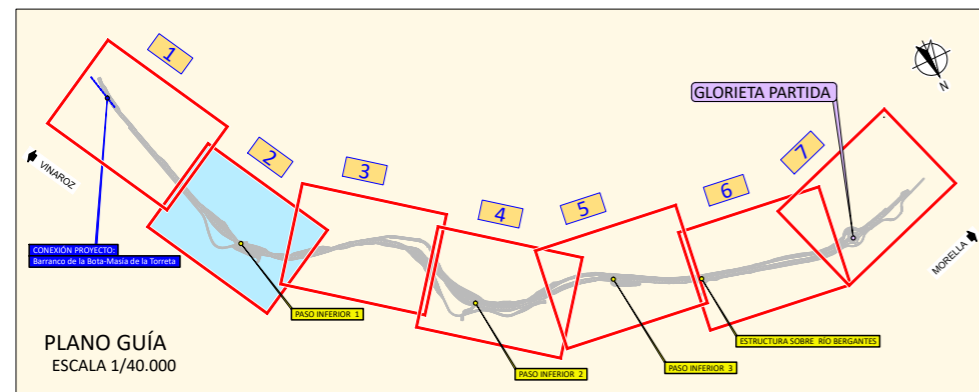 1
2
3
4
5
6
7
N
GLORIETA PARTIDA
VINAROZ
MORELLA
CONEXIÓN PROYECTO:
Barranco de la Bota-Masía de la Torreta
PASO INFERIOR 1
PASO INFERIOR 2
PASO INFERIOR 3
ESTRUCTURA SOBRE RÍO BERGANTES
PLANO GUÍA
ESCALA 1/40.000